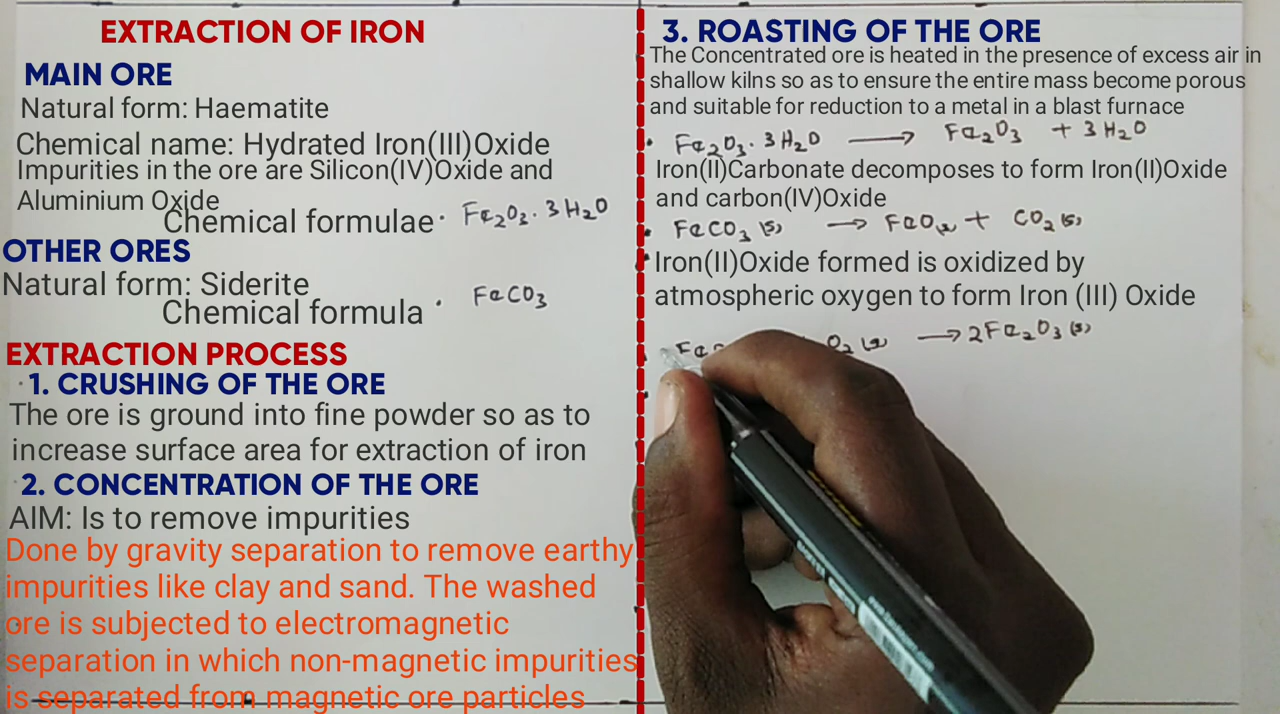 EXTRACTION OF IRON
MAIN ORE
Natural form: Haematite
Chemical name: Hydrated Iron(III)Oxide
Impurities in the ore are Silicon(IV)Oxide and
Aluminium Oxide
Chemical formulae · Fe₂O₃. 3H₂O
OTHER ORES
Natural form: Siderite
Chemical formula · FeCO₃
EXTRACTION PROCESS
1. CRUSHING OF THE ORE
The ore is ground into fine powder so as to
increase surface area for extraction of iron
2. CONCENTRATION OF THE ORE
AIM: Is to remove impurities
Done by gravity separation to remove earthy
impurities like clay and sand. The washed
ore is subjected to electromagnetic
separation in which non-magnetic impurities
is separated from magnetic ore particles
3. ROASTING OF THE ORE
The Concentrated ore is heated in the presence of excess air in
shallow kilns so as to ensure the entire mass become porous
and suitable for reduction to a metal in a blast furnace
· Fe₂O₃. 3H₂O → Fe₂O₃ + 3H₂O
Iron(II)Carbonate decomposes to form Iron(II)Oxide
and carbon(IV)Oxide
· FeCO₃ (s) → FeO + CO₂
· Iron(II)Oxide formed is oxidized by
atmospheric oxygen to form Iron (III) Oxide
O₂(g) → 2Fe₂O₃(s)